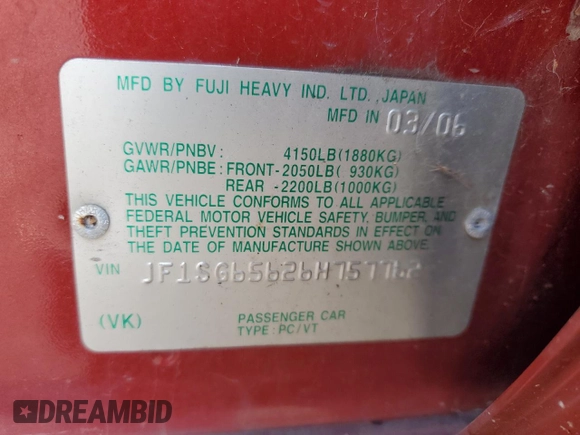 MFD BY FUJI HEAVY IND. LTD., JAPAN
MFD IN 03/06
GVWR/PNBV: 4150LB(1880KG)
GAWR/PNBE: FRONT-2050LB( 930KG)
REAR -2200LB(1000KG)
THIS VEHICLE CONFORMS TO ALL APPLICABLE
FEDERAL MOTOR VEHICLE SAFETY, BUMPER, AND
THEFT PREVENTION STANDARDS IN EFFECT ON
THE DATE OF MANUFACTURE SHOWN ABOVE.
VIN JF1SG65626H757762
(VK) PASSENGER CAR
TYPE: PC/VT
DREAMBID